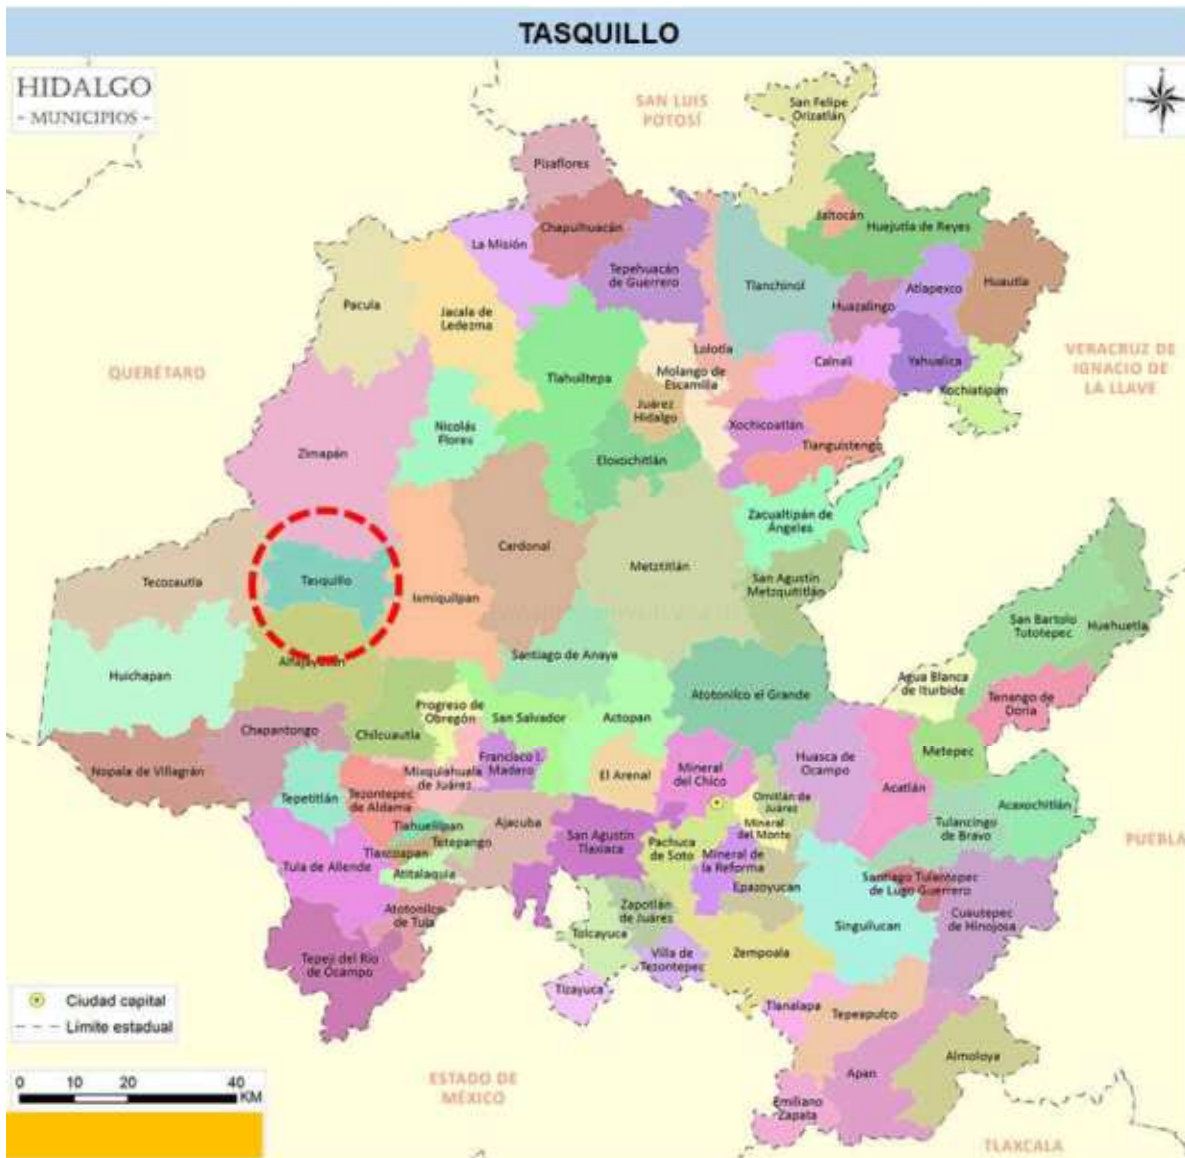 TASQUILLO
HIDALGO
- MUNICIPIOS -
SAN LUIS
POTOSÍ
San Felipe
Orizatlán
Pisaflores
Jaltocán
Chapulhuacán
Huejutla de Reyes
La Misión
Tepehuacán
de Guerrero
Tlanchinol
Atlapexco
Huautla
Huazalingo
Pacula
Jacala de
Ledezma
Lolotla
Calnali
Yahualica
VERACRUZ DE
IGNACIO DE
LA LLAVE
QUERÉTARO
Tlahuiltepa
Molango de
Escamilla
Xochiatipan
Juárez
Hidalgo
Nicolás
Flores
Xochicoatlán
Tianguistengo
Zimapán
Eloxochitlán
Zacualtipán de
Ángeles
Cardonal
Metztitlán
Tecozautla
Tasquillo
San Agustín
Metzquititlán
Ixmiquilpan
San Bartolo
Tutotepec
Huehuetla
Santiago de Anaya
Huichapan
Alfajayucan
Agua Blanca
de Iturbide
Atotonilco el Grande
Tenango de
Doria
Progreso de
Obregón
San Salvador
Actopan
Chapantongo
Chilcuautla
Metepec
Huasca de
Ocampo
Francisco I.
Madero
Mineral
del Chico
Nopala de Villagrán
Mixquiahuala
de Juárez
El Arenal
Acatlán
Tepetitlán
Tezontepec
de Aldama
Omitlán de
Juárez
Acaxochitlán
Tlahuelilpan
Ajacuba
Mineral
del Monte
Tulancingo
de Bravo
Tetepango
San Agustín
Tlaxiaca
Pachuca
de Soto
PUEBLA
Tlaxcoapan
Mineral de
la Reforma
Tula de Allende
Atitalaquia
Epazoyucan
Santiago Tulantepec
de Lugo Guerrero
Atotonilco
de Tula
Zapotlán
de Juárez
Cuautepec
de Hinojosa
Singuilucan
Tolcayuca
Tepeji del Río
de Ocampo
Villa de
Tezontepec
Zempoala
Tizayuca
Ciudad capital
Tlanalapa
Tepeapulco
Límite estadual
Almoloya
Apan
0 10 20 40
KM
ESTADO DE
MÉXICO
Emiliano
Zapata
TLAXCALA